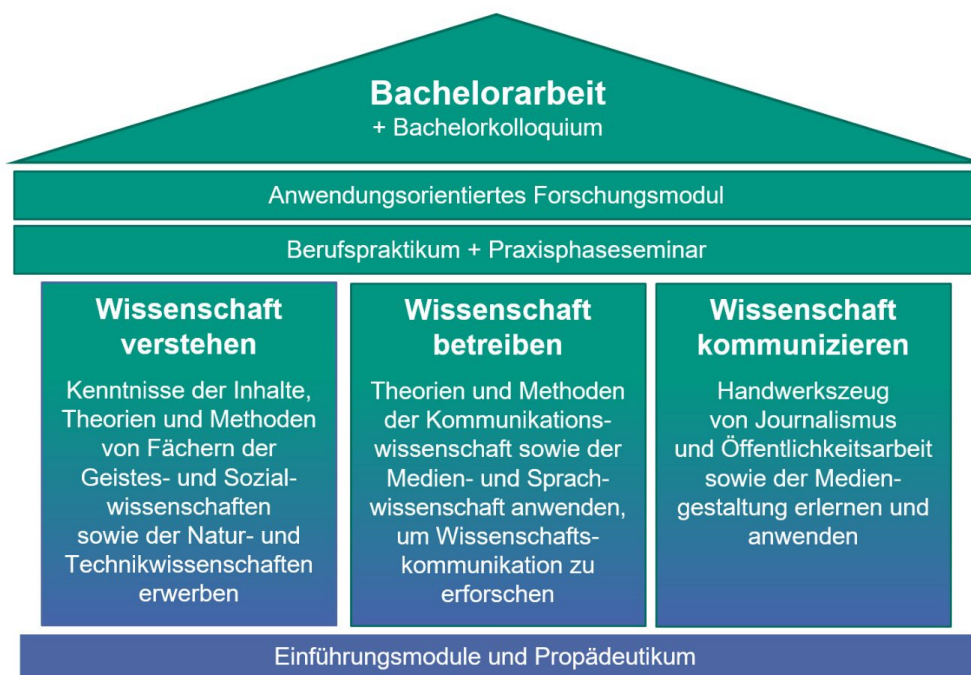 Bachelorarbeit
+ Bachelorkolloquium
Anwendungsorientiertes Forschungsmodul
Berufspraktikum + Praxisphaseseminar
Wissenschaft
verstehen
Kenntnisse der Inhalte,
Theorien und Methoden
von Fächern der
Geistes- und Sozial-
wissenschaften
sowie der Natur- und
Technikwissenschaften
erwerben
Wissenschaft
betreiben
Theorien und Methoden
der Kommunikations-
wissenschaft sowie der
Medien- und Sprach-
wissenschaft anwenden,
um Wissenschafts-
kommunikation zu
erforschen
Wissenschaft
kommunizieren
Handwerkszeug
von Journalismus
und Öffentlichkeitsarbeit
sowie der Medien-
gestaltung erlernen und
anwenden
Einführungsmodule und Propädeutikum